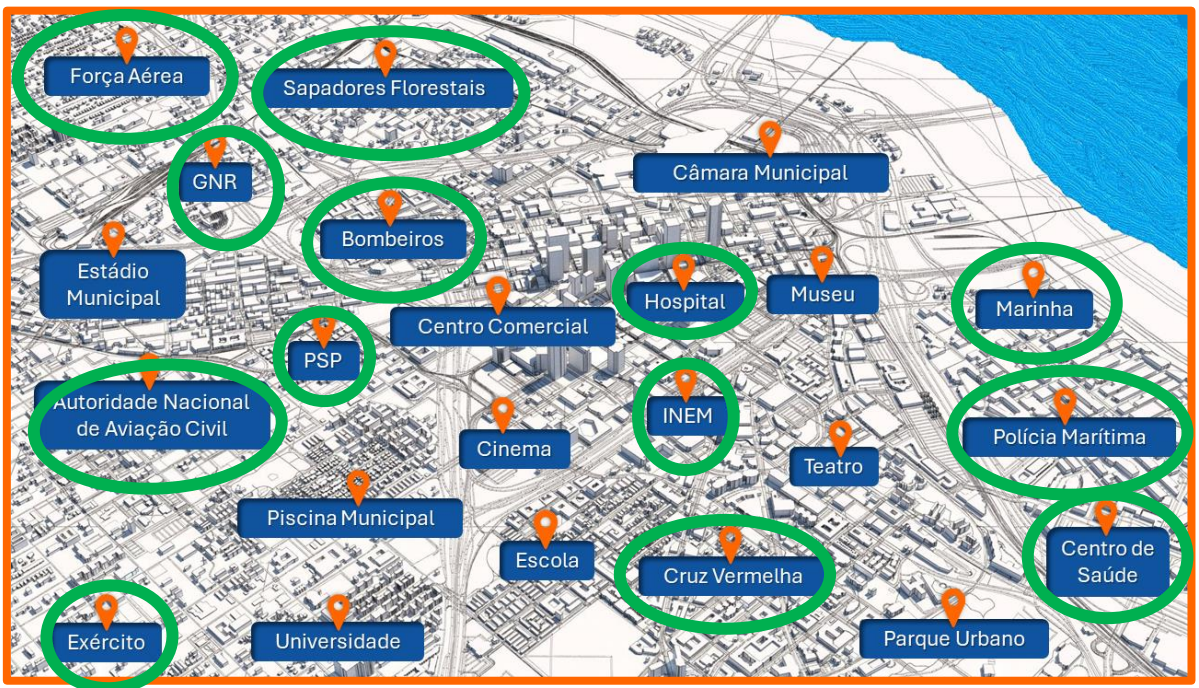 Força Aérea
Sapadores Florestais
Câmara Municipal
GNR
Bombeiros
Estádio
Municipal
Hospital
Museu
Marinha
Centro Comercial
PSP
Autoridade Nacional
de Aviação Civil
INEM
Polícia Marítima
Cinema
Teatro
Piscina Municipal
Escola
Cruz Vermelha
Centro de
Saúde
Exército
Universidade
Parque Urbano